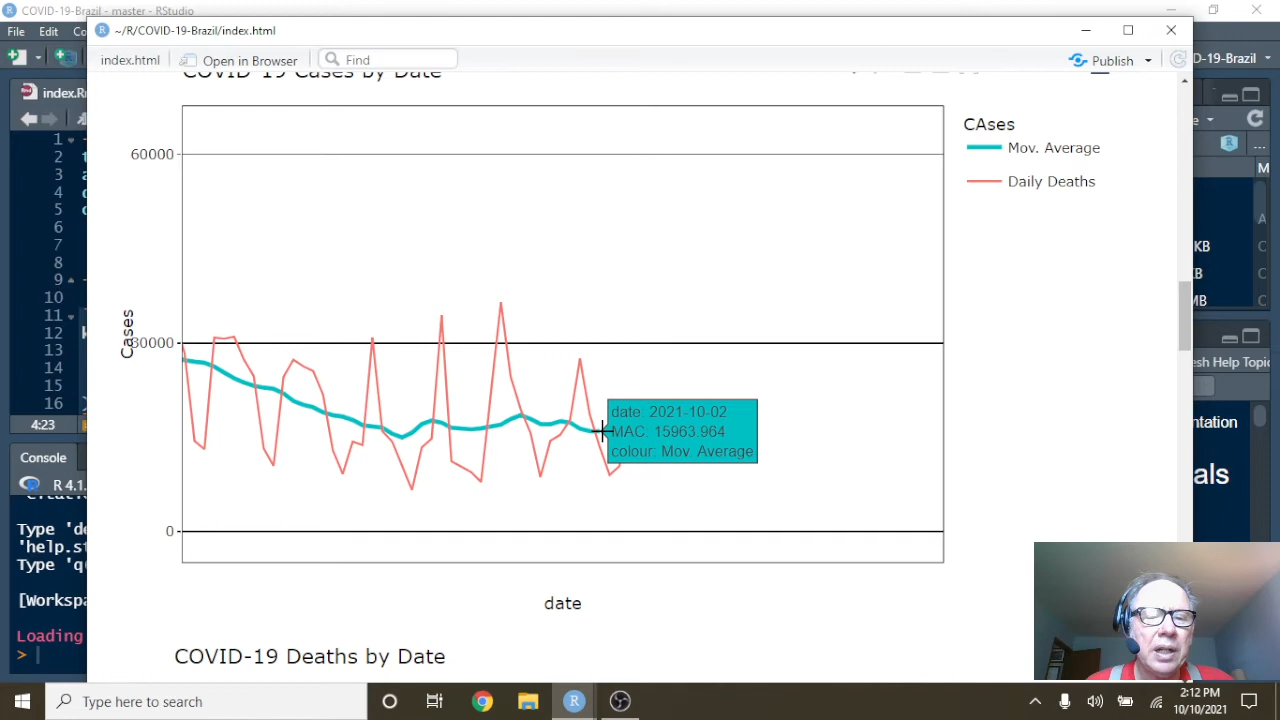 COVID-19-Brazil - master - RStudio
~/R/COVID-19-Brazil/index.html
File Edit
D-19-Brazil
index.html
Open in Browser
Find
Publish
COVID-19 Cases by Date
index.R
1
2
3
4
5
6
7
8
9
10
11
12
13
14
15
16
4:23
60000
30000
0
Cases
date
CAses
Mov. Average
Daily Deaths
date: 2021-10-02
MAC: 15963.964
colour: Mov. Average
COVID-19 Deaths by Date
M
KB
KB
MB
esh Help Topic
ntation
als
Console
R 4.1.
Type 'de
'help.st
Type 'q(
[Workspa
Loading
>
Type here to search
2:12 PM
10/10/2021